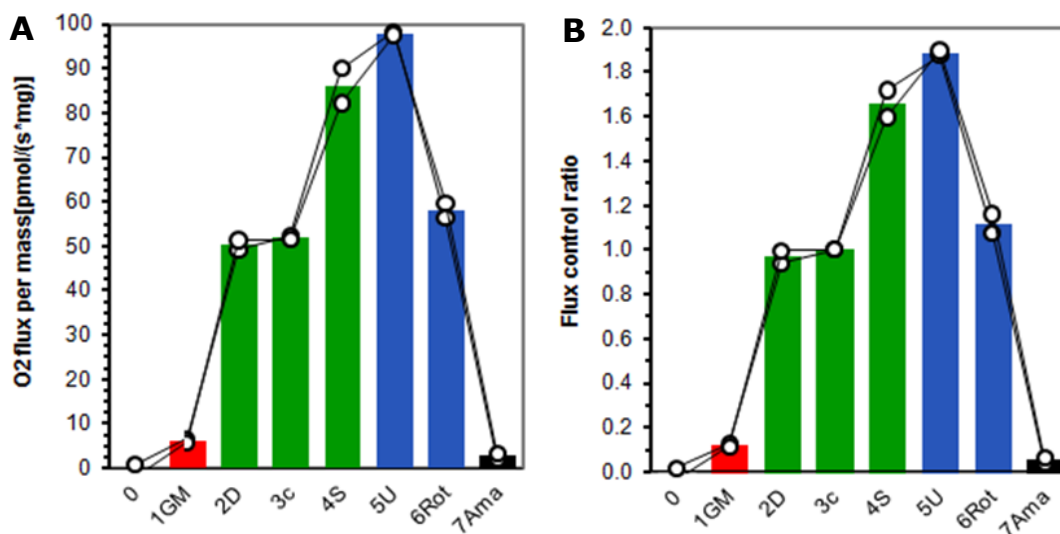 A
O2 flux per mass[pmol/(s*mg)]
100
90
80
70
60
50
40
30
20
10
0
0
1GM
2D
3c
4S
5U
6Rot
7Ama
B
Flux control ratio
2.0
1.8
1.6
1.4
1.2
1.0
0.8
0.6
0.4
0.2
0.0
0
1GM
2D
3c
4S
5U
6Rot
7Ama